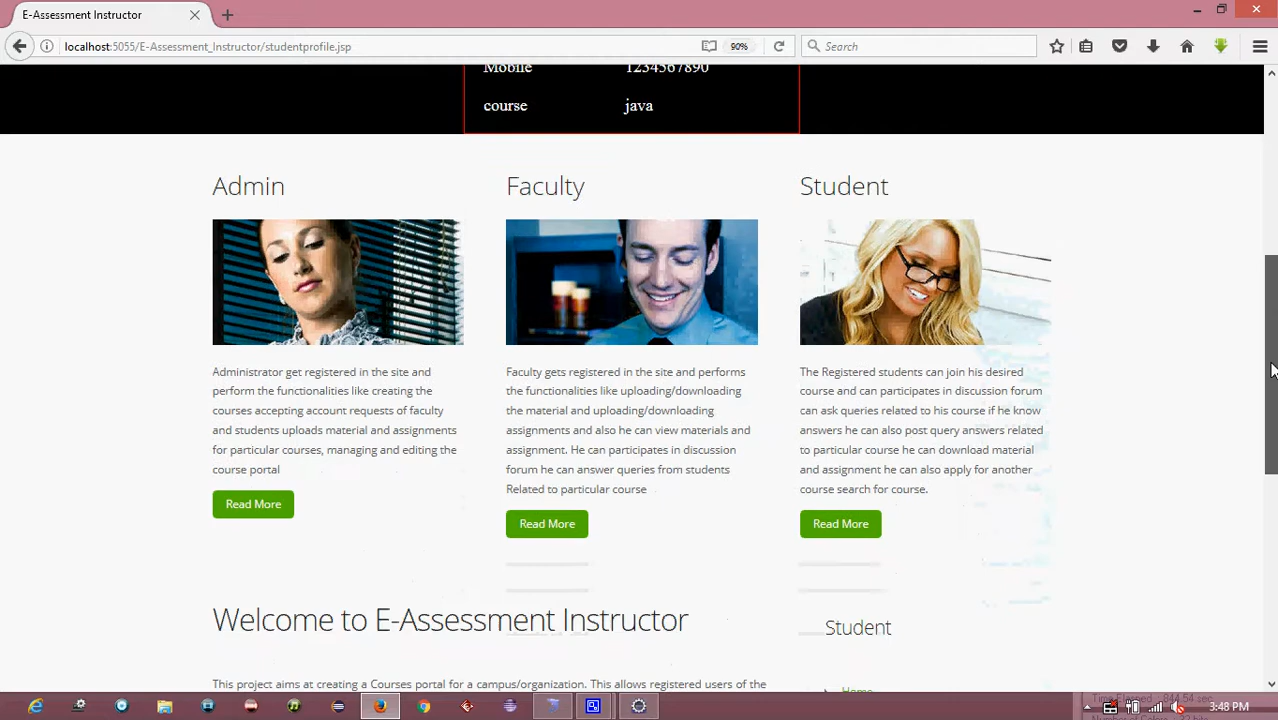 E-Assessment Instructor
localhost:5055/E-Assessment_Instructor/studentprofile.jsp
90%
Search
Mobile 1234567890
course java
Admin
Faculty
Student
Administrator get registered in the site and
perform the functionalities like creating the
courses accepting account requests of faculty
and students uploads material and assignments
for particular courses, managing and editing the
course portal
Read More
Faculty gets registered in the site and performs
the functionalities like uploading/downloading
the material and uploading/downloading
assignments and also he can view materials and
assignment. He can participates in discussion
forum he can answer queries from students
Related to particular course
Read More
The Registered students can join his desired
course and can participates in discussion forum
can ask queries related to his course if he know
answers he can also post query answers related
to particular course he can download material
and assignment he can also apply for another
course search for course.
Read More
Welcome to E-Assessment Instructor
Student
This project aims at creating a Courses portal for a campus/organization. This allows registered users of the
Home
Time Elapsed 844.54 sec
3:48 PM